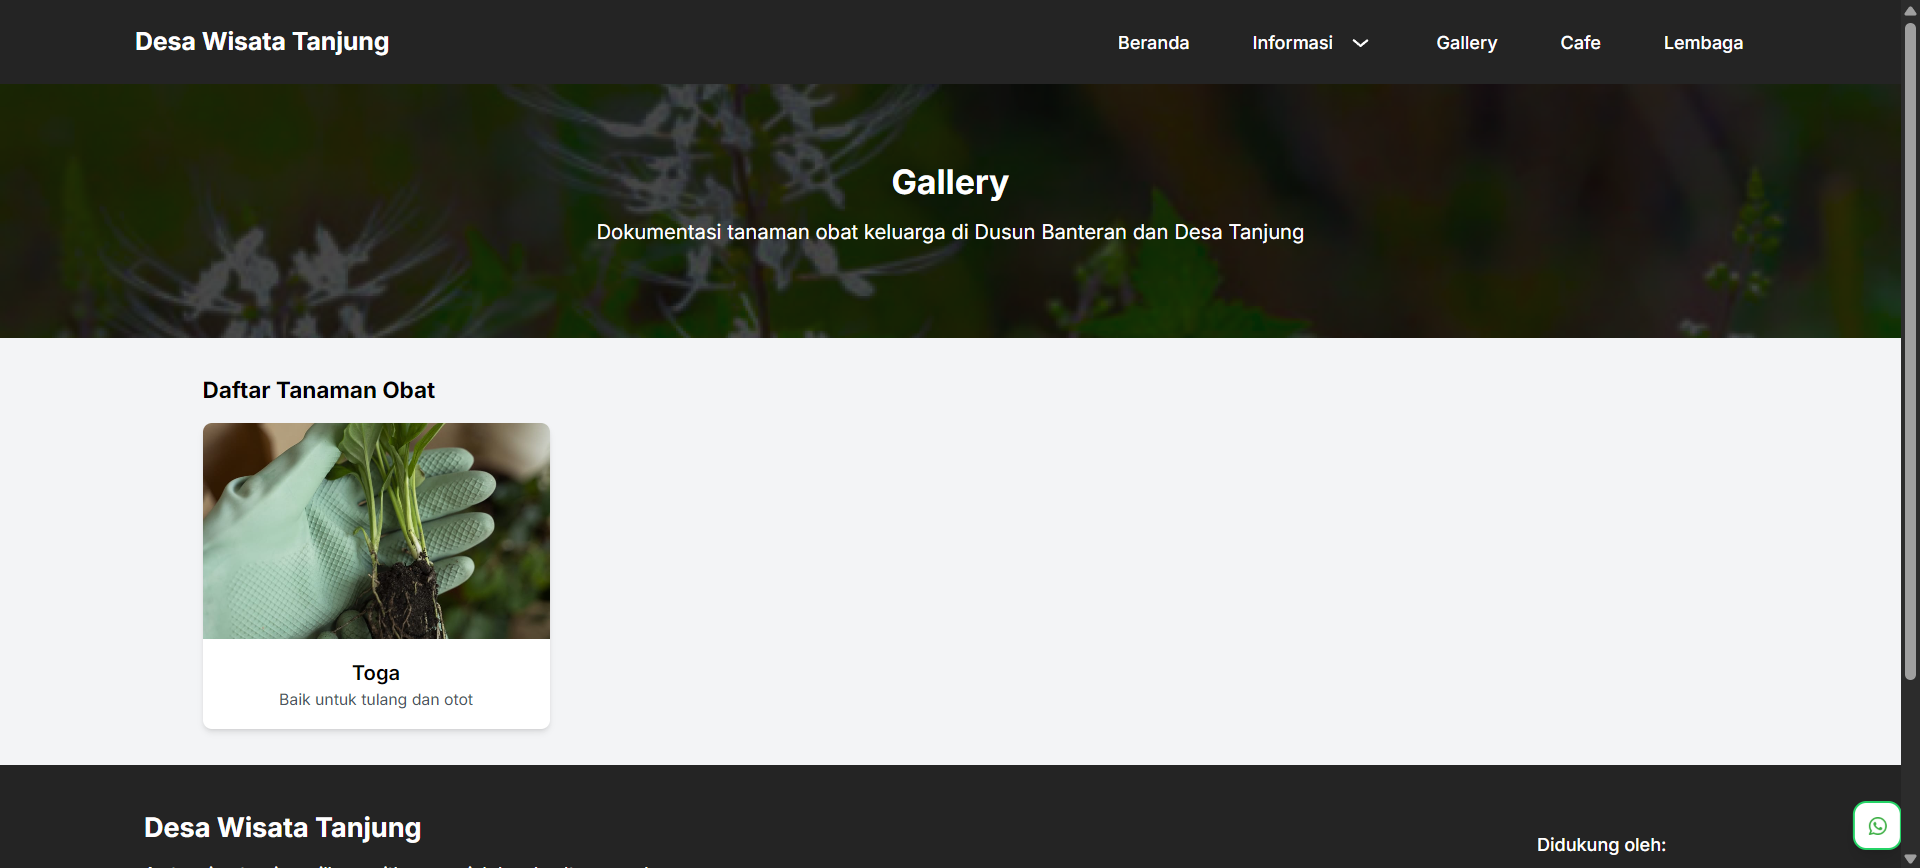 Desa Wisata Tanjung
Beranda
Informasi
Gallery
Cafe
Lembaga
Gallery
Dokumentasi tanaman obat keluarga di Dusun Banteran dan Desa Tanjung
Daftar Tanaman Obat
Toga
Baik untuk tulang dan otot
Desa Wisata Tanjung
Didukung oleh: